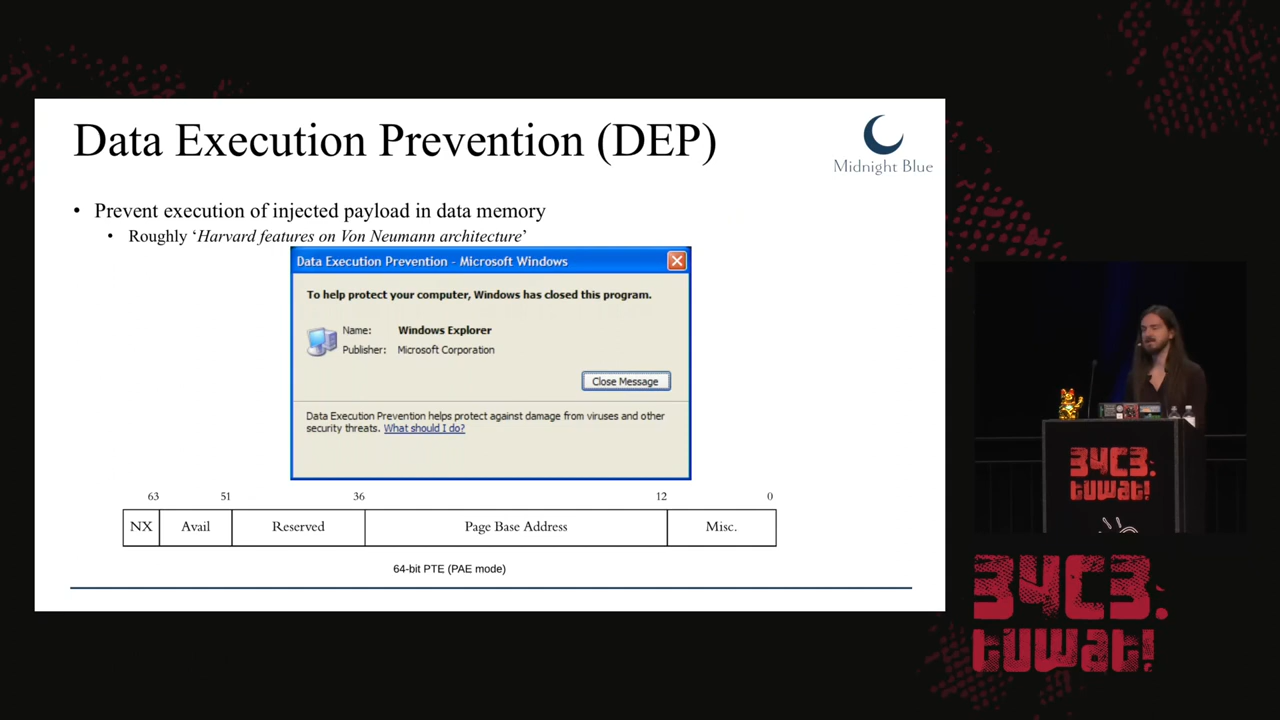 Data Execution Prevention (DEP)
Midnight Blue
• Prevent execution of injected payload in data memory
• Roughly ‘Harvard features on Von Neumann architecture’
Data Execution Prevention - Microsoft Windows
To help protect your computer, Windows has closed this program.
Name: Windows Explorer
Publisher: Microsoft Corporation
Close Message
Data Execution Prevention helps protect against damage from viruses and other
security threats. What should I do?
63 51 36 12 0
NX Avail Reserved Page Base Address Misc.
64-bit PTE (PAE mode)
34C3.
tuwat!
34C3.
tuwat!